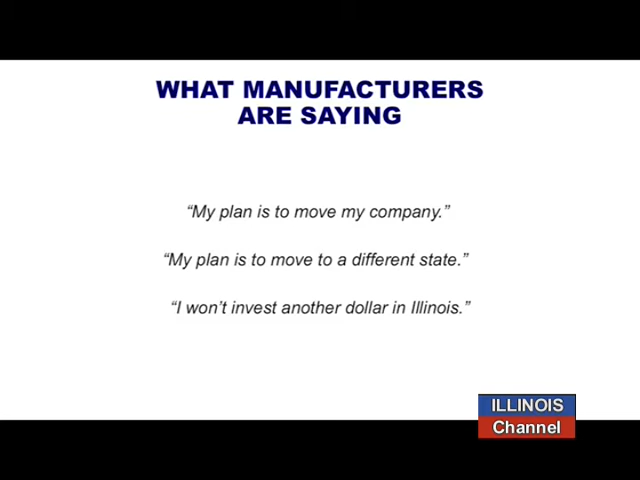 WHAT MANUFACTURERS
ARE SAYING
“My plan is to move my company.”
“My plan is to move to a different state.”
“I won’t invest another dollar in Illinois.”
ILLINOIS
Channel